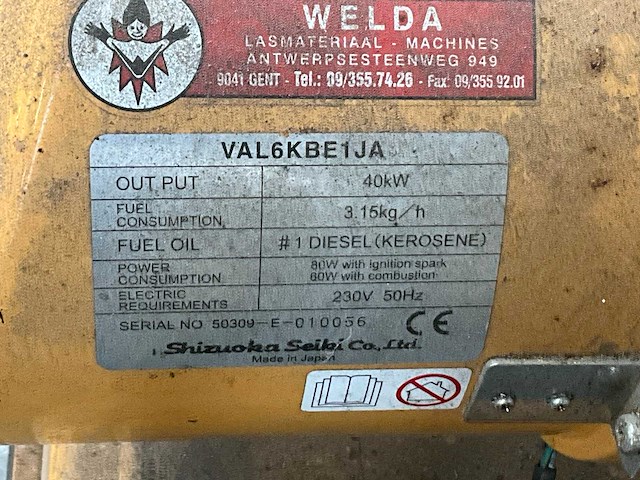 WELDA
LASMATERIAAL - MACHINES
ANTWERPSESTEENWEG 949
9041 GENT - Tel.: 09/355.74.26 - Fax: 09/355 92.01
VAL6KBE1JA
OUT PUT 40kW
FUEL CONSUMPTION 3.15kg/h
FUEL OIL #1 DIESEL(KEROSENE)
POWER CONSUMPTION 80W with ignition spark
60W with combustion
ELECTRIC REQUIREMENTS 230V 50Hz
SERIAL NO 50309-E-010056 CE
Shizuoka Seiki Co., Ltd.
Made in Japan